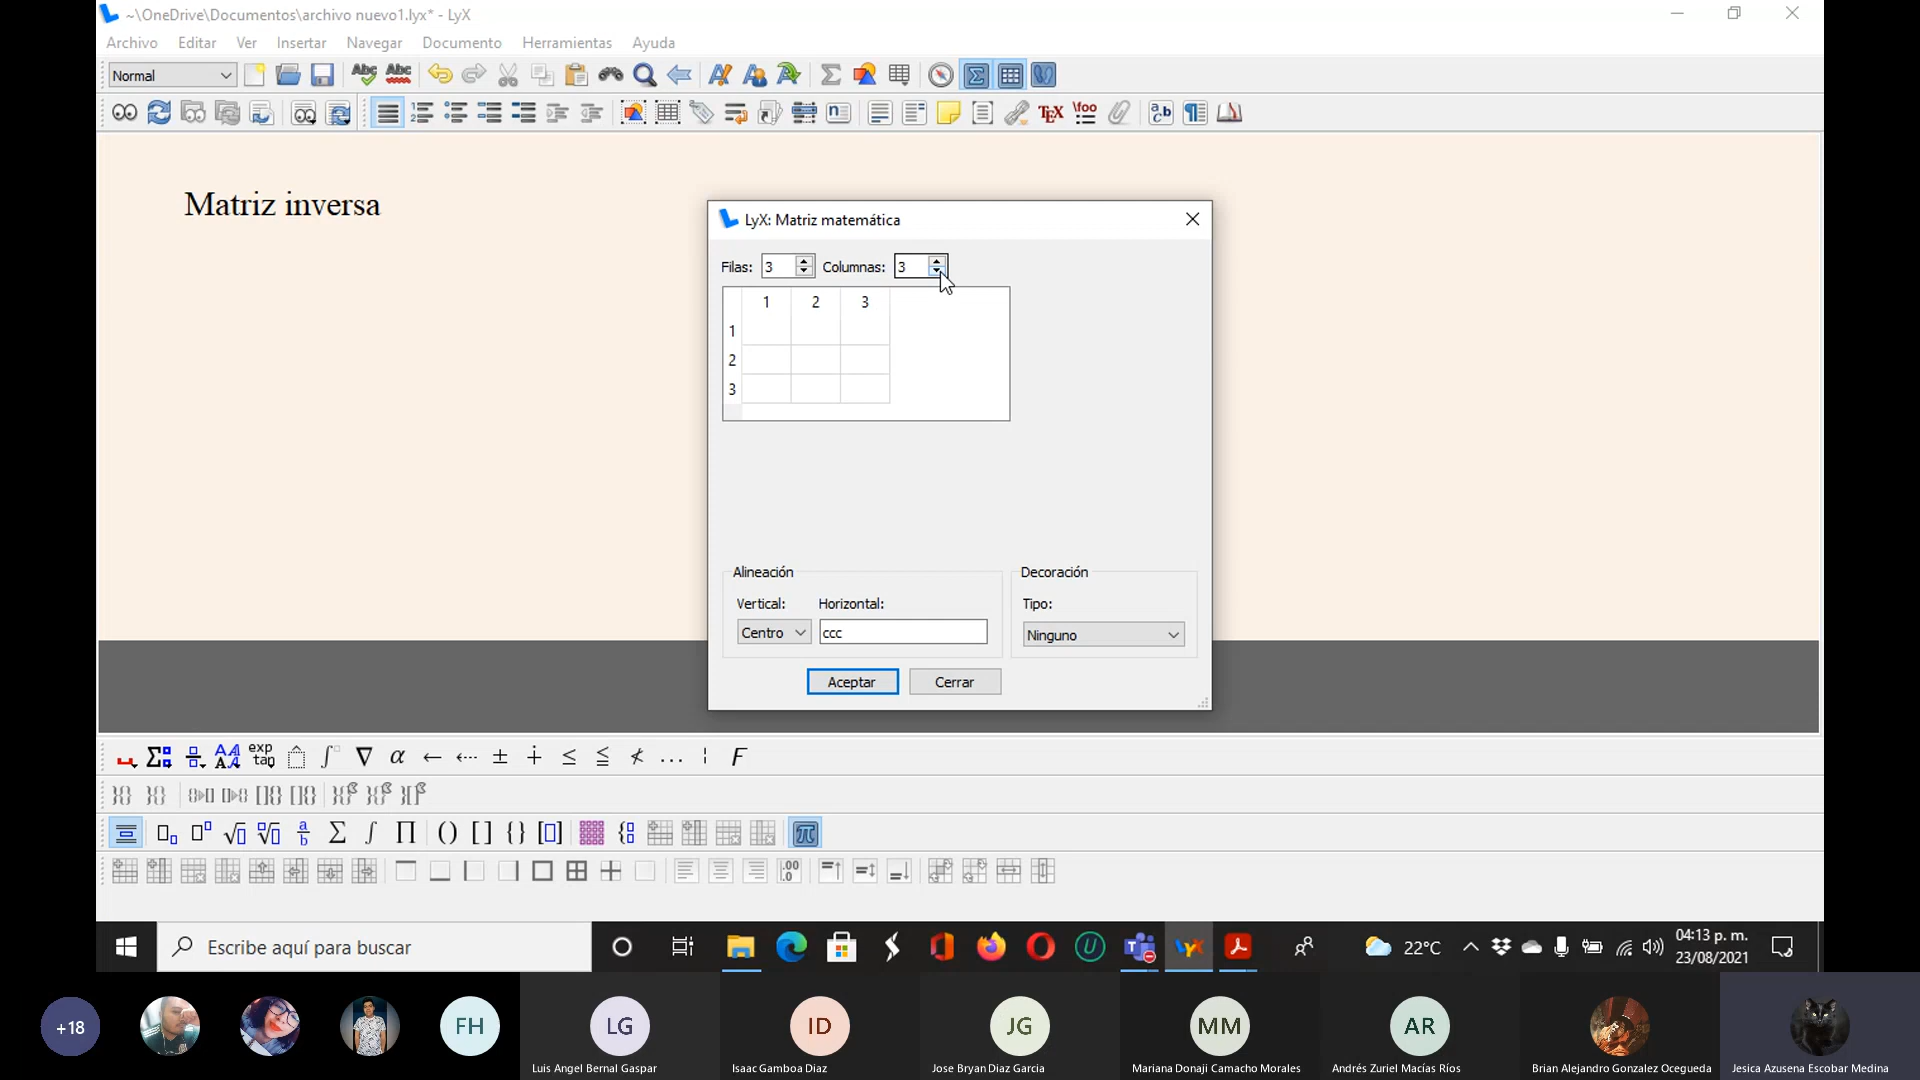 ~\OneDrive\Documentos\archivo nuevo1.lyx* - LyX
Archivo Editar Ver Insertar Navegar Documento Herramientas Ayuda
Normal
Matriz inversa
LyX: Matriz matemática
Filas: 3 Columnas: 3
1 2 3
1
2
3
Alineación Decoración
Vertical: Horizontal: Tipo:
Centro ccc Ninguno
Aceptar Cerrar
Escribe aquí para buscar
22°C
04:13 p. m.
23/08/2021
+18 FH LG ID JG MM AR
Luis Angel Bernal Gaspar Isaac Gamboa Diaz Jose Bryan Diaz Garcia Mariana Donaji Camacho Morales Andrés Zuriel Macías Ríos Brian Alejandro Gonzalez Ocegueda Jesica Azusena Escobar Medina